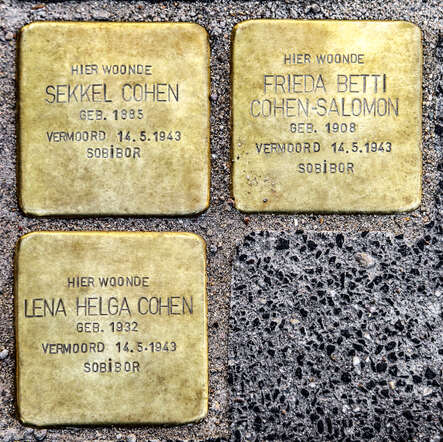 HIER WOONDE
SEKKEL COHEN
GEB. 1885
VERMOORD 14.5.1943
SOBIBOR
HIER WOONDE
FRIEDA BETTI
COHEN-SALOMON
GEB. 1908
VERMOORD 14.5.1943
SOBIBOR
HIER WOONDE
LENA HELGA COHEN
GEB. 1932
VERMOORD 14.5.1943
SOBIBOR